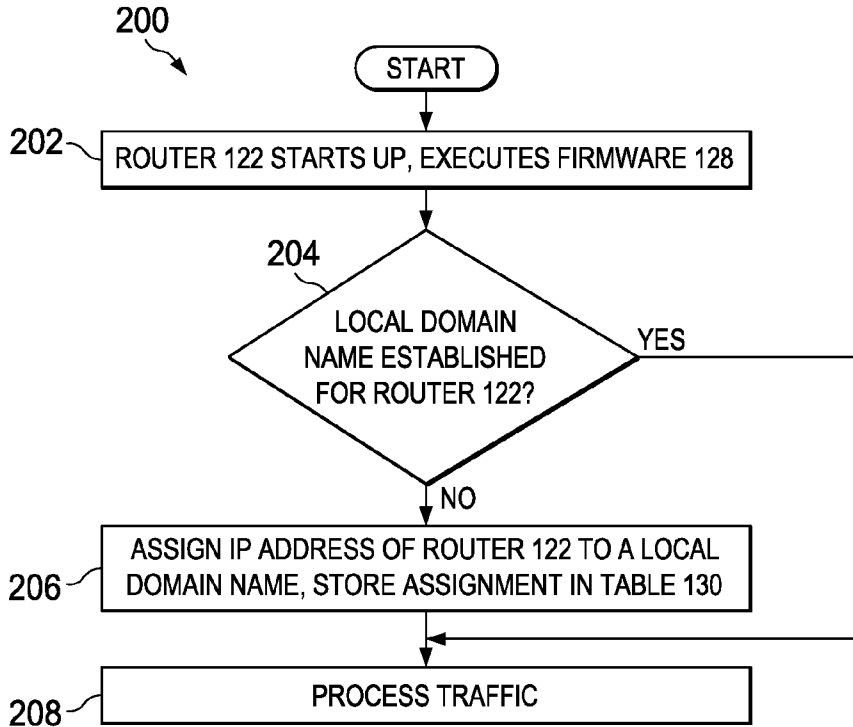 200
START
202
ROUTER 122 STARTS UP, EXECUTES FIRMWARE 128
204
LOCAL DOMAIN
NAME ESTABLISHED
FOR ROUTER 122?
YES
NO
206
ASSIGN IP ADDRESS OF ROUTER 122 TO A LOCAL
DOMAIN NAME, STORE ASSIGNMENT IN TABLE 130
208
PROCESS TRAFFIC